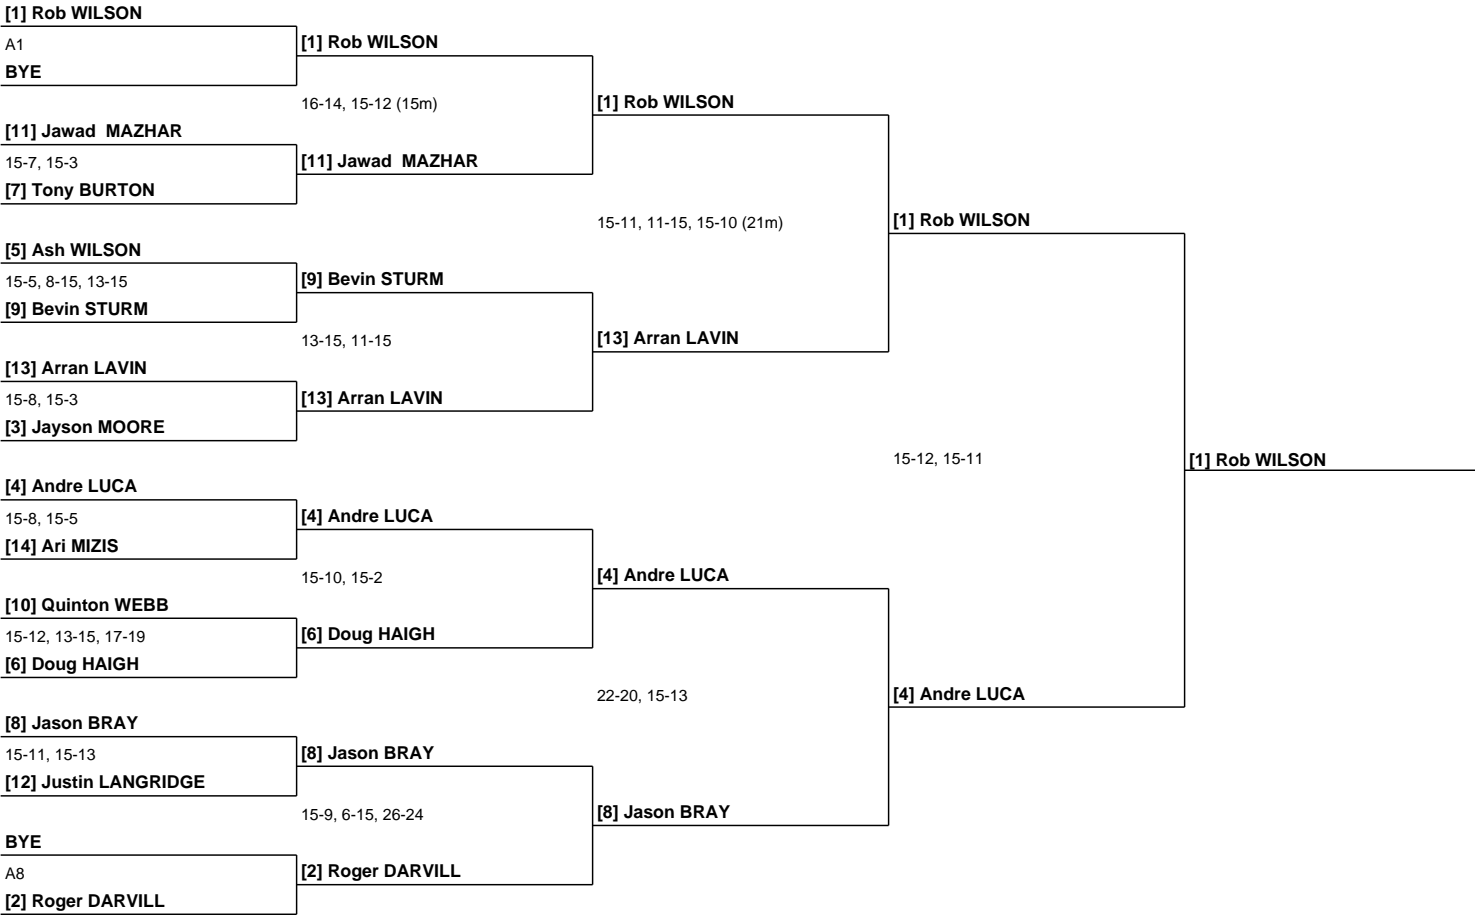 [1] Rob WILSON
A1
BYE
[11] Jawad  MAZHAR
15-7, 15-3
[7] Tony BURTON
[5] Ash WILSON
15-5, 8-15, 13-15
[9] Bevin STURM
[13] Arran LAVIN
15-8, 15-3
[3] Jayson MOORE
[4] Andre LUCA
15-8, 15-5
[14] Ari MIZIS
[10] Quinton WEBB
15-12, 13-15, 17-19
[6] Doug HAIGH
[8] Jason BRAY
15-11, 15-13
[12] Justin LANGRIDGE
BYE
A8
[2] Roger DARVILL
[1] Rob WILSON
16-14, 15-12 (15m)
[11] Jawad  MAZHAR
[9] Bevin STURM
13-15, 11-15
[13] Arran LAVIN
[4] Andre LUCA
15-10, 15-2
[6] Doug HAIGH
[8] Jason BRAY
15-9, 6-15, 26-24
[2] Roger DARVILL
[1] Rob WILSON
15-11, 11-15, 15-10 (21m)
[13] Arran LAVIN
[4] Andre LUCA
22-20, 15-13
[8] Jason BRAY
[1] Rob WILSON
15-12, 15-11
[4] Andre LUCA
[1] Rob WILSON